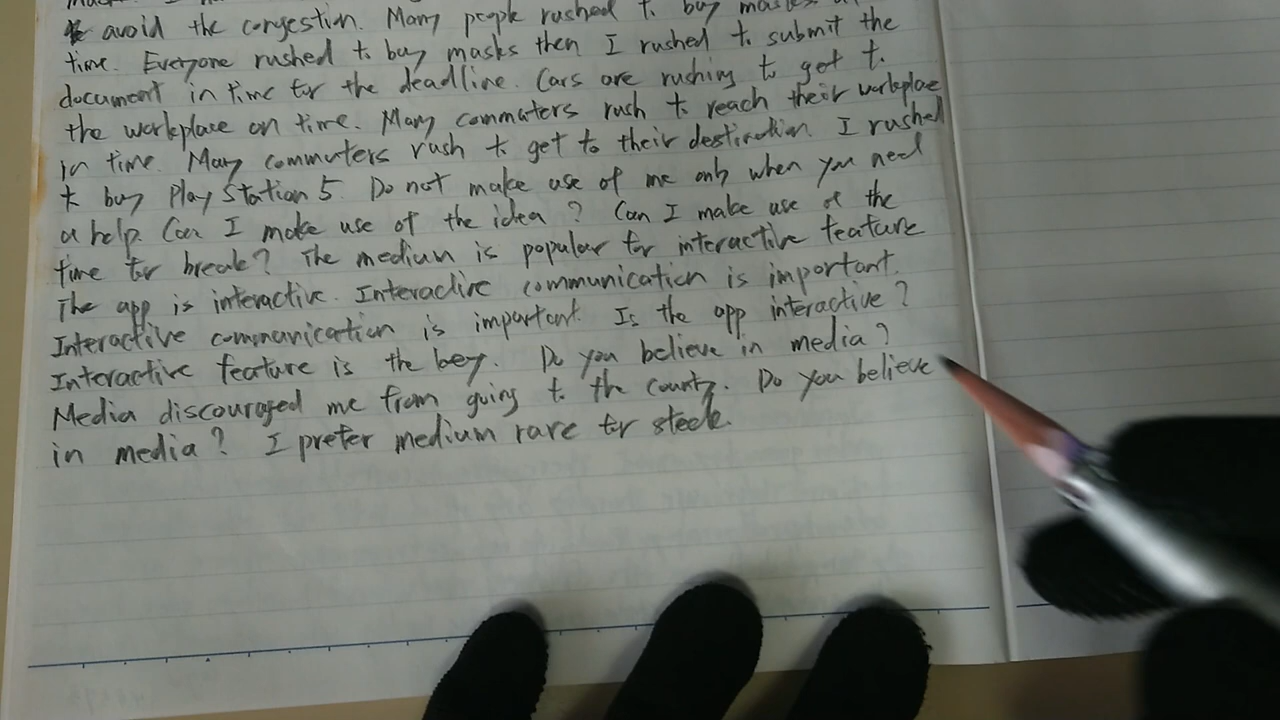 avoid the congestion. Many people rushed to buy masks
time. Everyone rushed to buy masks then I rushed to submit the
document in time for the deadline. Cars are rushing to get t.
the workplace on time. Many commuters rush to reach their workplace
in time. Many commuters rush to get to their destination. I rushed
to buy PlayStation 5. Do not make use of me only when you need
a help. Can I make use of the idea? Can I make use of the
time for break? The medium is popular for interactive feature
The app is interactive. Interactive communication is important.
Interactive communication is important. Is the app interactive?
Interactive feature is the key. Do you believe in media?
Media discouraged me from going to the country. Do you believe
in media? I prefer medium rare for steak.